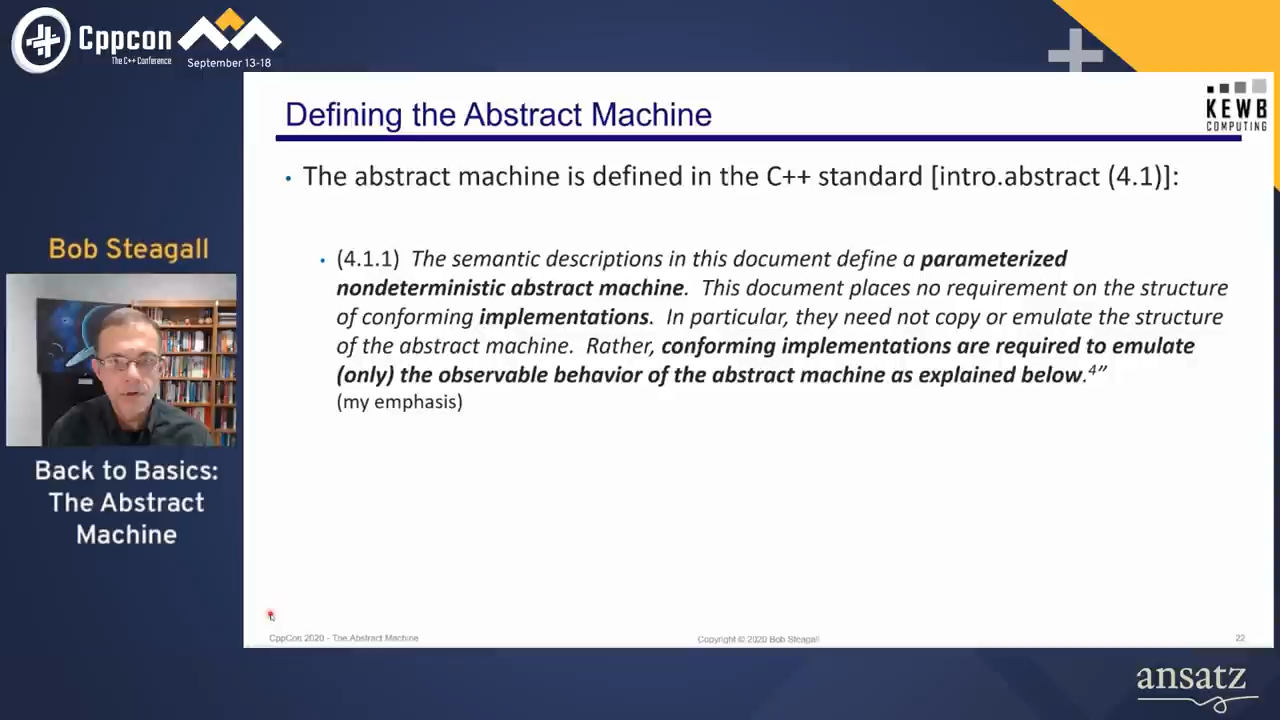 Cppcon
The C++ Conference
September 13-18
Defining the Abstract Machine
KEWB
COMPUTING
• The abstract machine is defined in the C++ standard [intro.abstract (4.1)]:
Bob Steagall
• (4.1.1) The semantic descriptions in this document define a parameterized
nondeterministic abstract machine. This document places no requirement on the structure
of conforming implementations. In particular, they need not copy or emulate the structure
of the abstract machine. Rather, conforming implementations are required to emulate
(only) the observable behavior of the abstract machine as explained below.⁴”
(my emphasis)
Back to Basics:
The Abstract
Machine
CppCon 2020 - The Abstract Machine
Copyright © 2020 Bob Steagall
22
ansatz